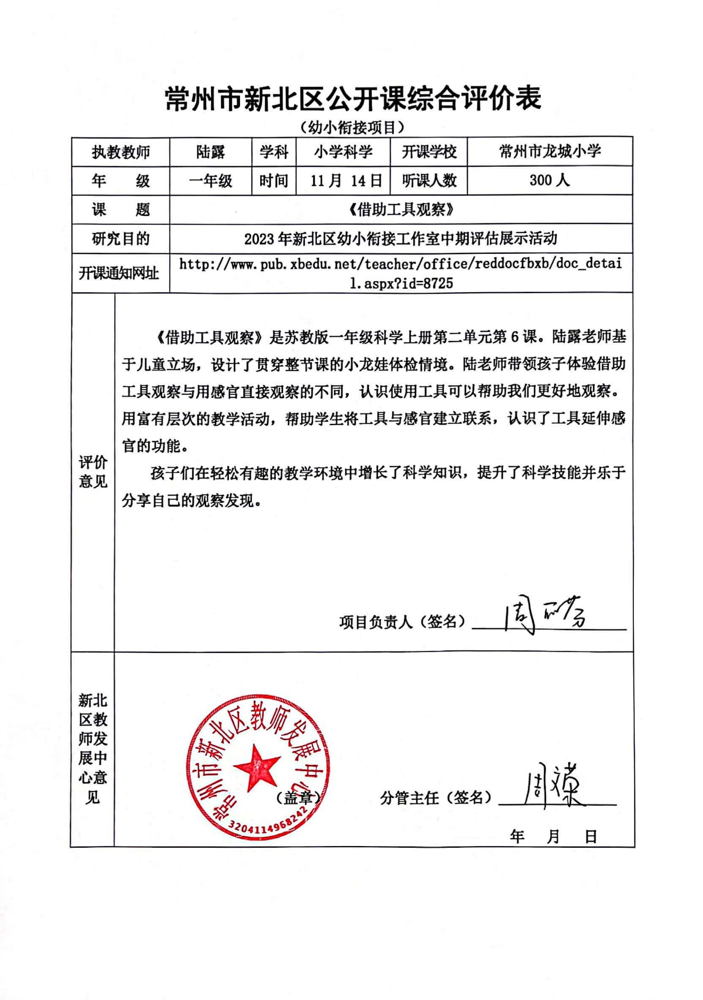 常州市新北区公开课综合评价表
（幼小衔接项目）
执教教师 陆露 学科 小学科学 开课学校 常州市龙城小学
年 级 一年级 时间 11月 14日 听课人数 300人
课 题 《借助工具观察》
研究目的 2023年新北区幼小衔接工作室中期评估展示活动
开课通知网址 http://www.pub.xbedu.net/teacher/office/reddocfbxb/doc_detai
l.aspx?id=8725
《借助工具观察》是苏教版一年级科学上册第二单元第6课。陆露老师基
于儿童立场，设计了贯穿整节课的小龙娃体检情境。陆老师带领孩子体验借助
工具观察与用感官直接观察的不同，认识使用工具可以帮助我们更好地观察。
用富有层次的教学活动，帮助学生将工具与感官建立联系，认识了工具延伸感
官的功能。
评价
意见
孩子们在轻松有趣的教学环境中增长了科学知识，提升了科学技能并乐于
分享自己的观察发现。
项目负责人（签名） 周丽芬
新北
区教
师发
展中
心意
见
常州市新北区教师发展中心
3204114968242
（盖章）
分管主任（签名） 周文荣
年 月 日